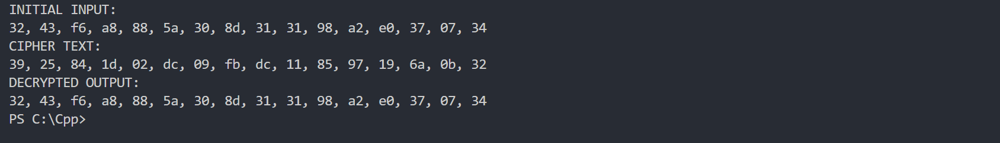 INITIAL INPUT:
32, 43, f6, a8, 88, 5a, 30, 8d, 31, 31, 98, a2, e0, 37, 07, 34
CIPHER TEXT:
39, 25, 84, 1d, 02, dc, 09, fb, dc, 11, 85, 97, 19, 6a, 0b, 32
DECRYPTED OUTPUT:
32, 43, f6, a8, 88, 5a, 30, 8d, 31, 31, 98, a2, e0, 37, 07, 34
PS C:\Cpp>